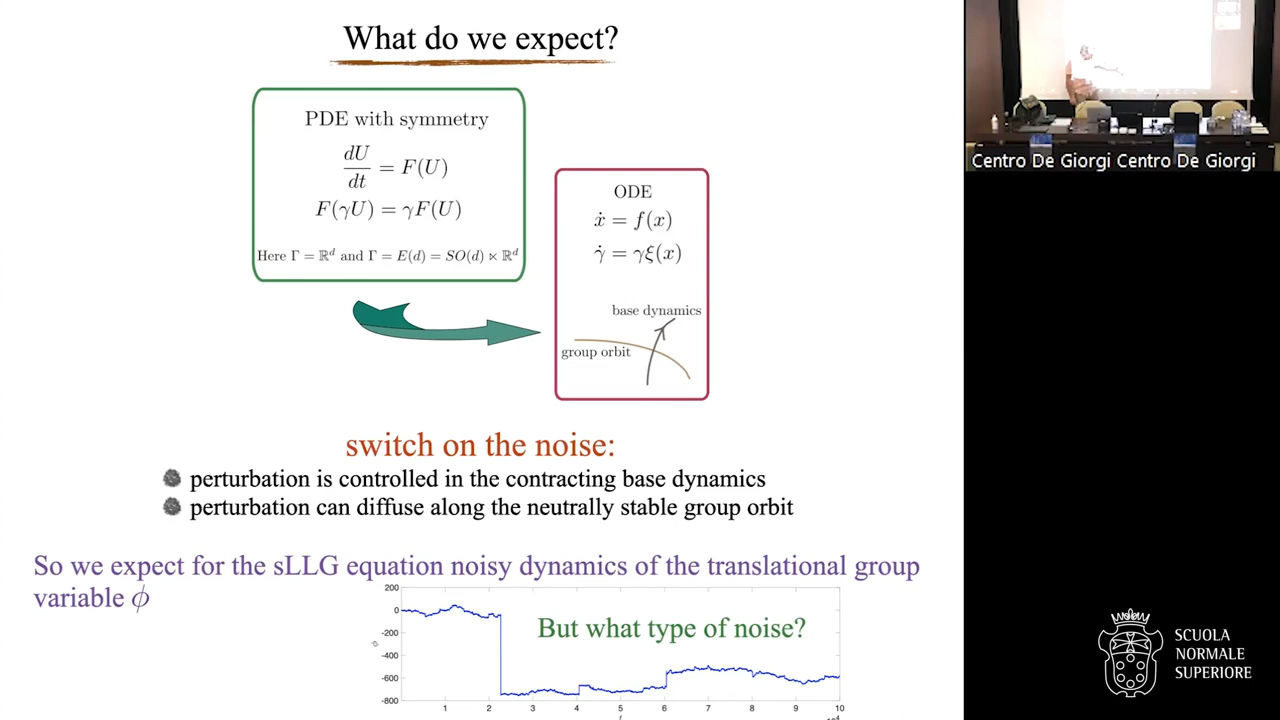 What do we expect?
PDE with symmetry
dU/dt = F(U)
F(γU) = γF(U)
Here Γ = ℝ^d and Γ = E(d) = SO(d) ⋉ ℝ^d
ODE
ẋ = f(x)
γ̇ = γξ(x)
base dynamics
group orbit
switch on the noise:
perturbation is controlled in the contracting base dynamics
perturbation can diffuse along the neutrally stable group orbit
So we expect for the sLLG equation noisy dynamics of the translational group
variable ϕ
But what type of noise?
200
0
-200
-400
-600
-800
ϕ
1 2 3 4 5 6 7 8 9 10
Centro De Giorgi Centro De Giorgi
SCUOLA
NORMALE
SUPERIORE